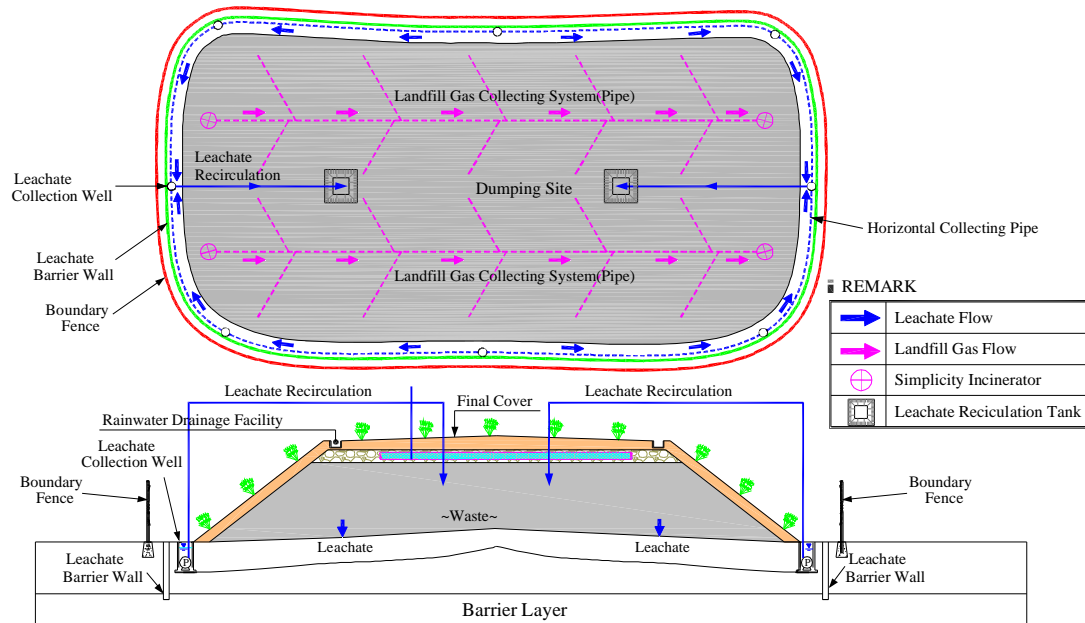 Landfill Gas Collecting System(Pipe)
Leachate
Recirculation
Leachate
Collection Well
Dumping Site
Horizontal Collecting Pipe
Leachate
Barrier Wall
Landfill Gas Collecting System(Pipe)
Boundary
Fence
REMARK
Leachate Flow
Landfill Gas Flow
Simplicity Incinerator
Leachate Reciculation Tank
Leachate Recirculation
Leachate Recirculation
Final Cover
Rainwater Drainage Facility
Leachate
Collection Well
Boundary
Fence
Boundary
Fence
~Waste~
Leachate
Leachate
P
P
Leachate
Barrier Wall
Leachate
Barrier Wall
Barrier Layer